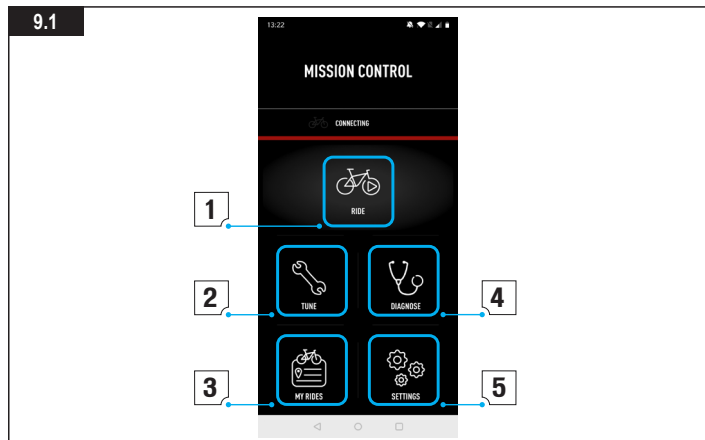 9.1
13:22
MISSION CONTROL
CONNECTING
1
RIDE
2
TUNE
4
DIAGNOSE
3
MY RIDES
5
SETTINGS